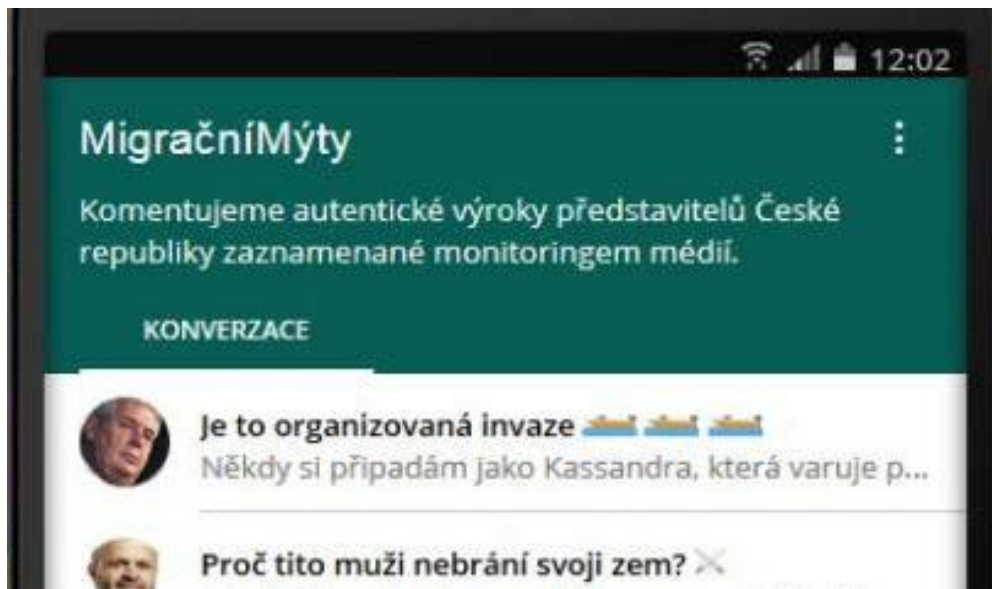 12:02
MigračníMýty
Komentujeme autentické výroky představitelů České
republiky zaznamenané monitoringem médií.
KONVERZACE
Je to organizovaná invaze
Někdy si připadám jako Kassandra, která varuje p...
Proč tito muži nebrání svoji zem?